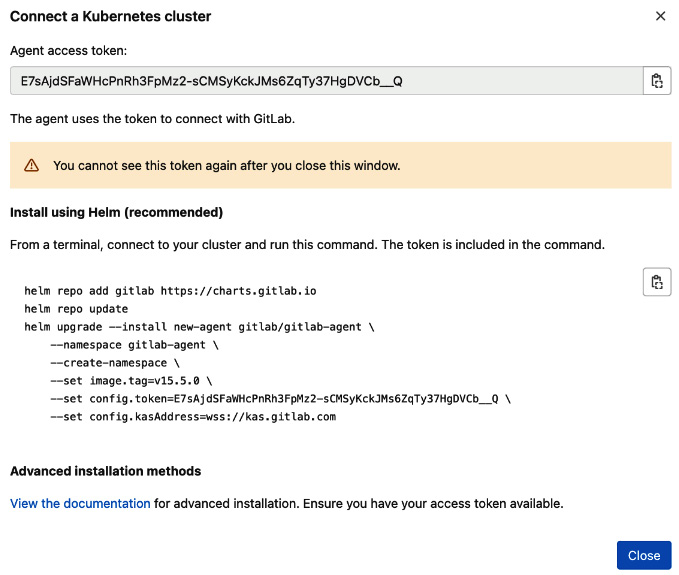 Connect a Kubernetes cluster
Agent access token:
E7sAjdSFaWHcPnRh3FpMz2-sCMSyKckJMs6ZqTy37HgDVCb__Q
The agent uses the token to connect with GitLab.
You cannot see this token again after you close this window.
Install using Helm (recommended)
From a terminal, connect to your cluster and run this command. The token is included in the command.
helm repo add gitlab https://charts.gitlab.io
helm repo update
helm upgrade --install new-agent gitlab/gitlab-agent \
    --namespace gitlab-agent \
    --create-namespace \
    --set image.tag=v15.5.0 \
    --set config.token=E7sAjdSFaWHcPnRh3FpMz2-sCMSyKckJMs6ZqTy37HgDVCb__Q \
    --set config.kasAddress=wss://kas.gitlab.com
Advanced installation methods
View the documentation for advanced installation. Ensure you have your access token available.
Close